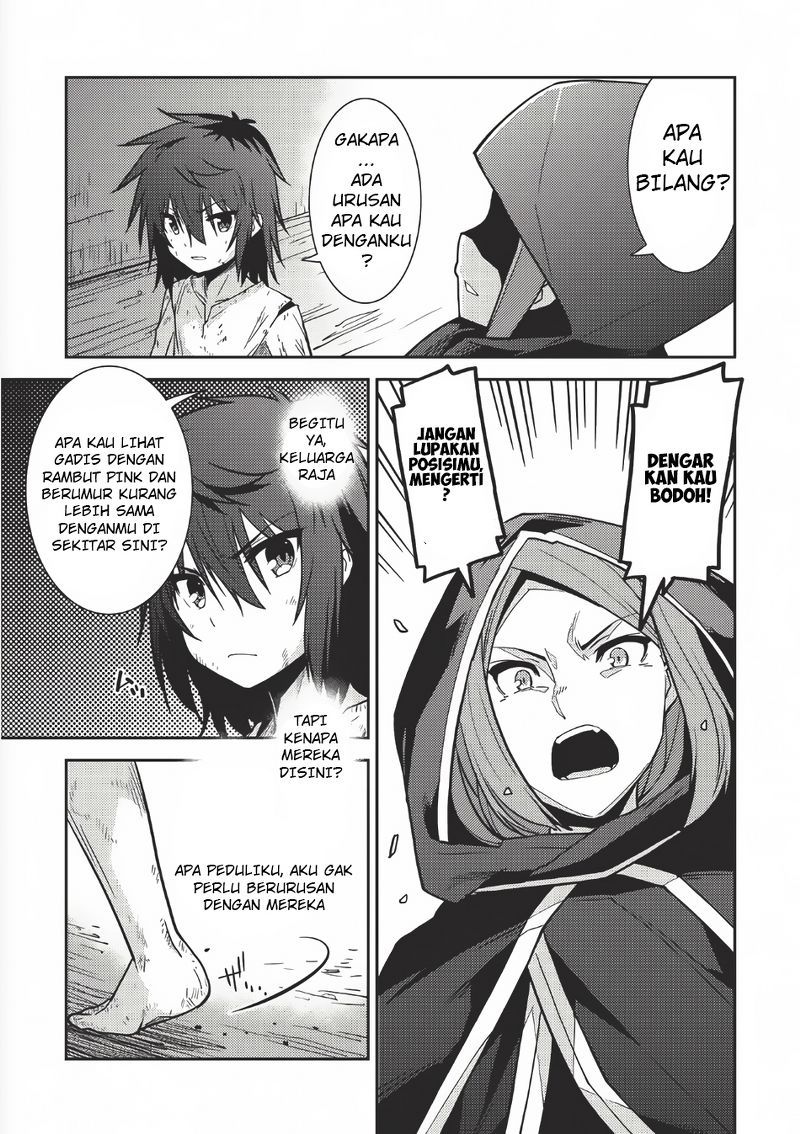 APA
KAU
BILANG?
GAKAPA
...
ADA
URUSAN
APA KAU
DENGANKU
?
DENGAR
KAN KAU
BODOH!
JANGAN
LUPAKAN
POSISIMU,
MENGERTI
?
BEGITU
YA,
KELUARGA
RAJA
APA KAU LIHAT
GADIS DENGAN
RAMBUT PINK DAN
BERUMUR KURANG
LEBIH SAMA
DENGANMU DI
SEKITAR SINI?
TAPI
KENAPA
MEREKA
DISINI?
APA PEDULIKU, AKU GAK
PERLU BERURUSAN
DENGAN MEREKA